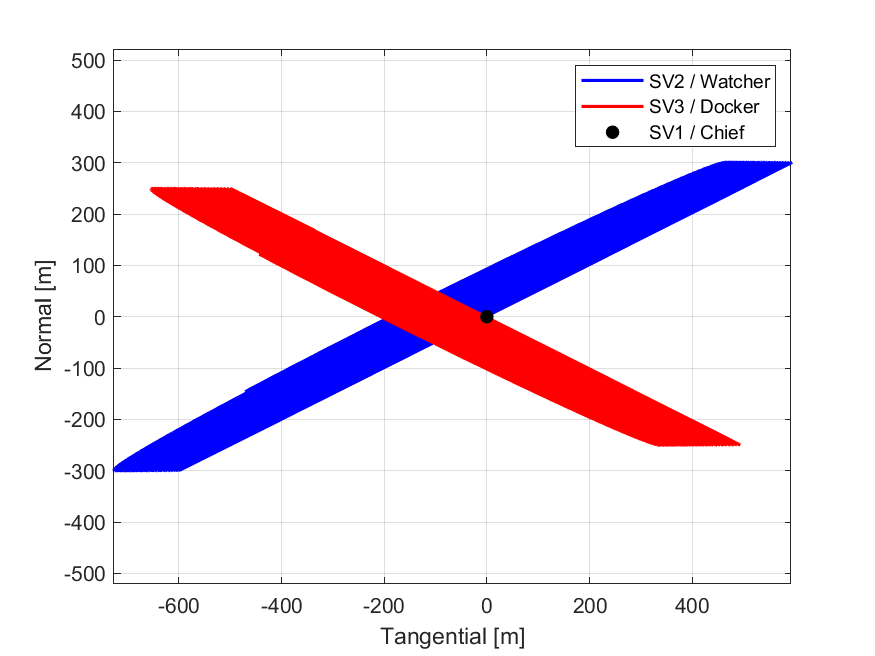 500
400
300
200
100
0
-100
-200
-300
-400
-500
Normal [m]
SV2 / Watcher
SV3 / Docker
SV1 / Chief
-600 -400 -200 0 200 400
Tangential [m]